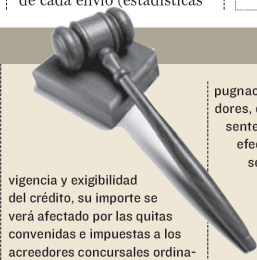 de cada envío (estadísticas
vigencia y exigibilidad
del crédito, su importe se
verá afectado por las quitas
convenidas e impuestas a los
acreedores concursales ordina-
pugnac
dores,
sente
efec
se